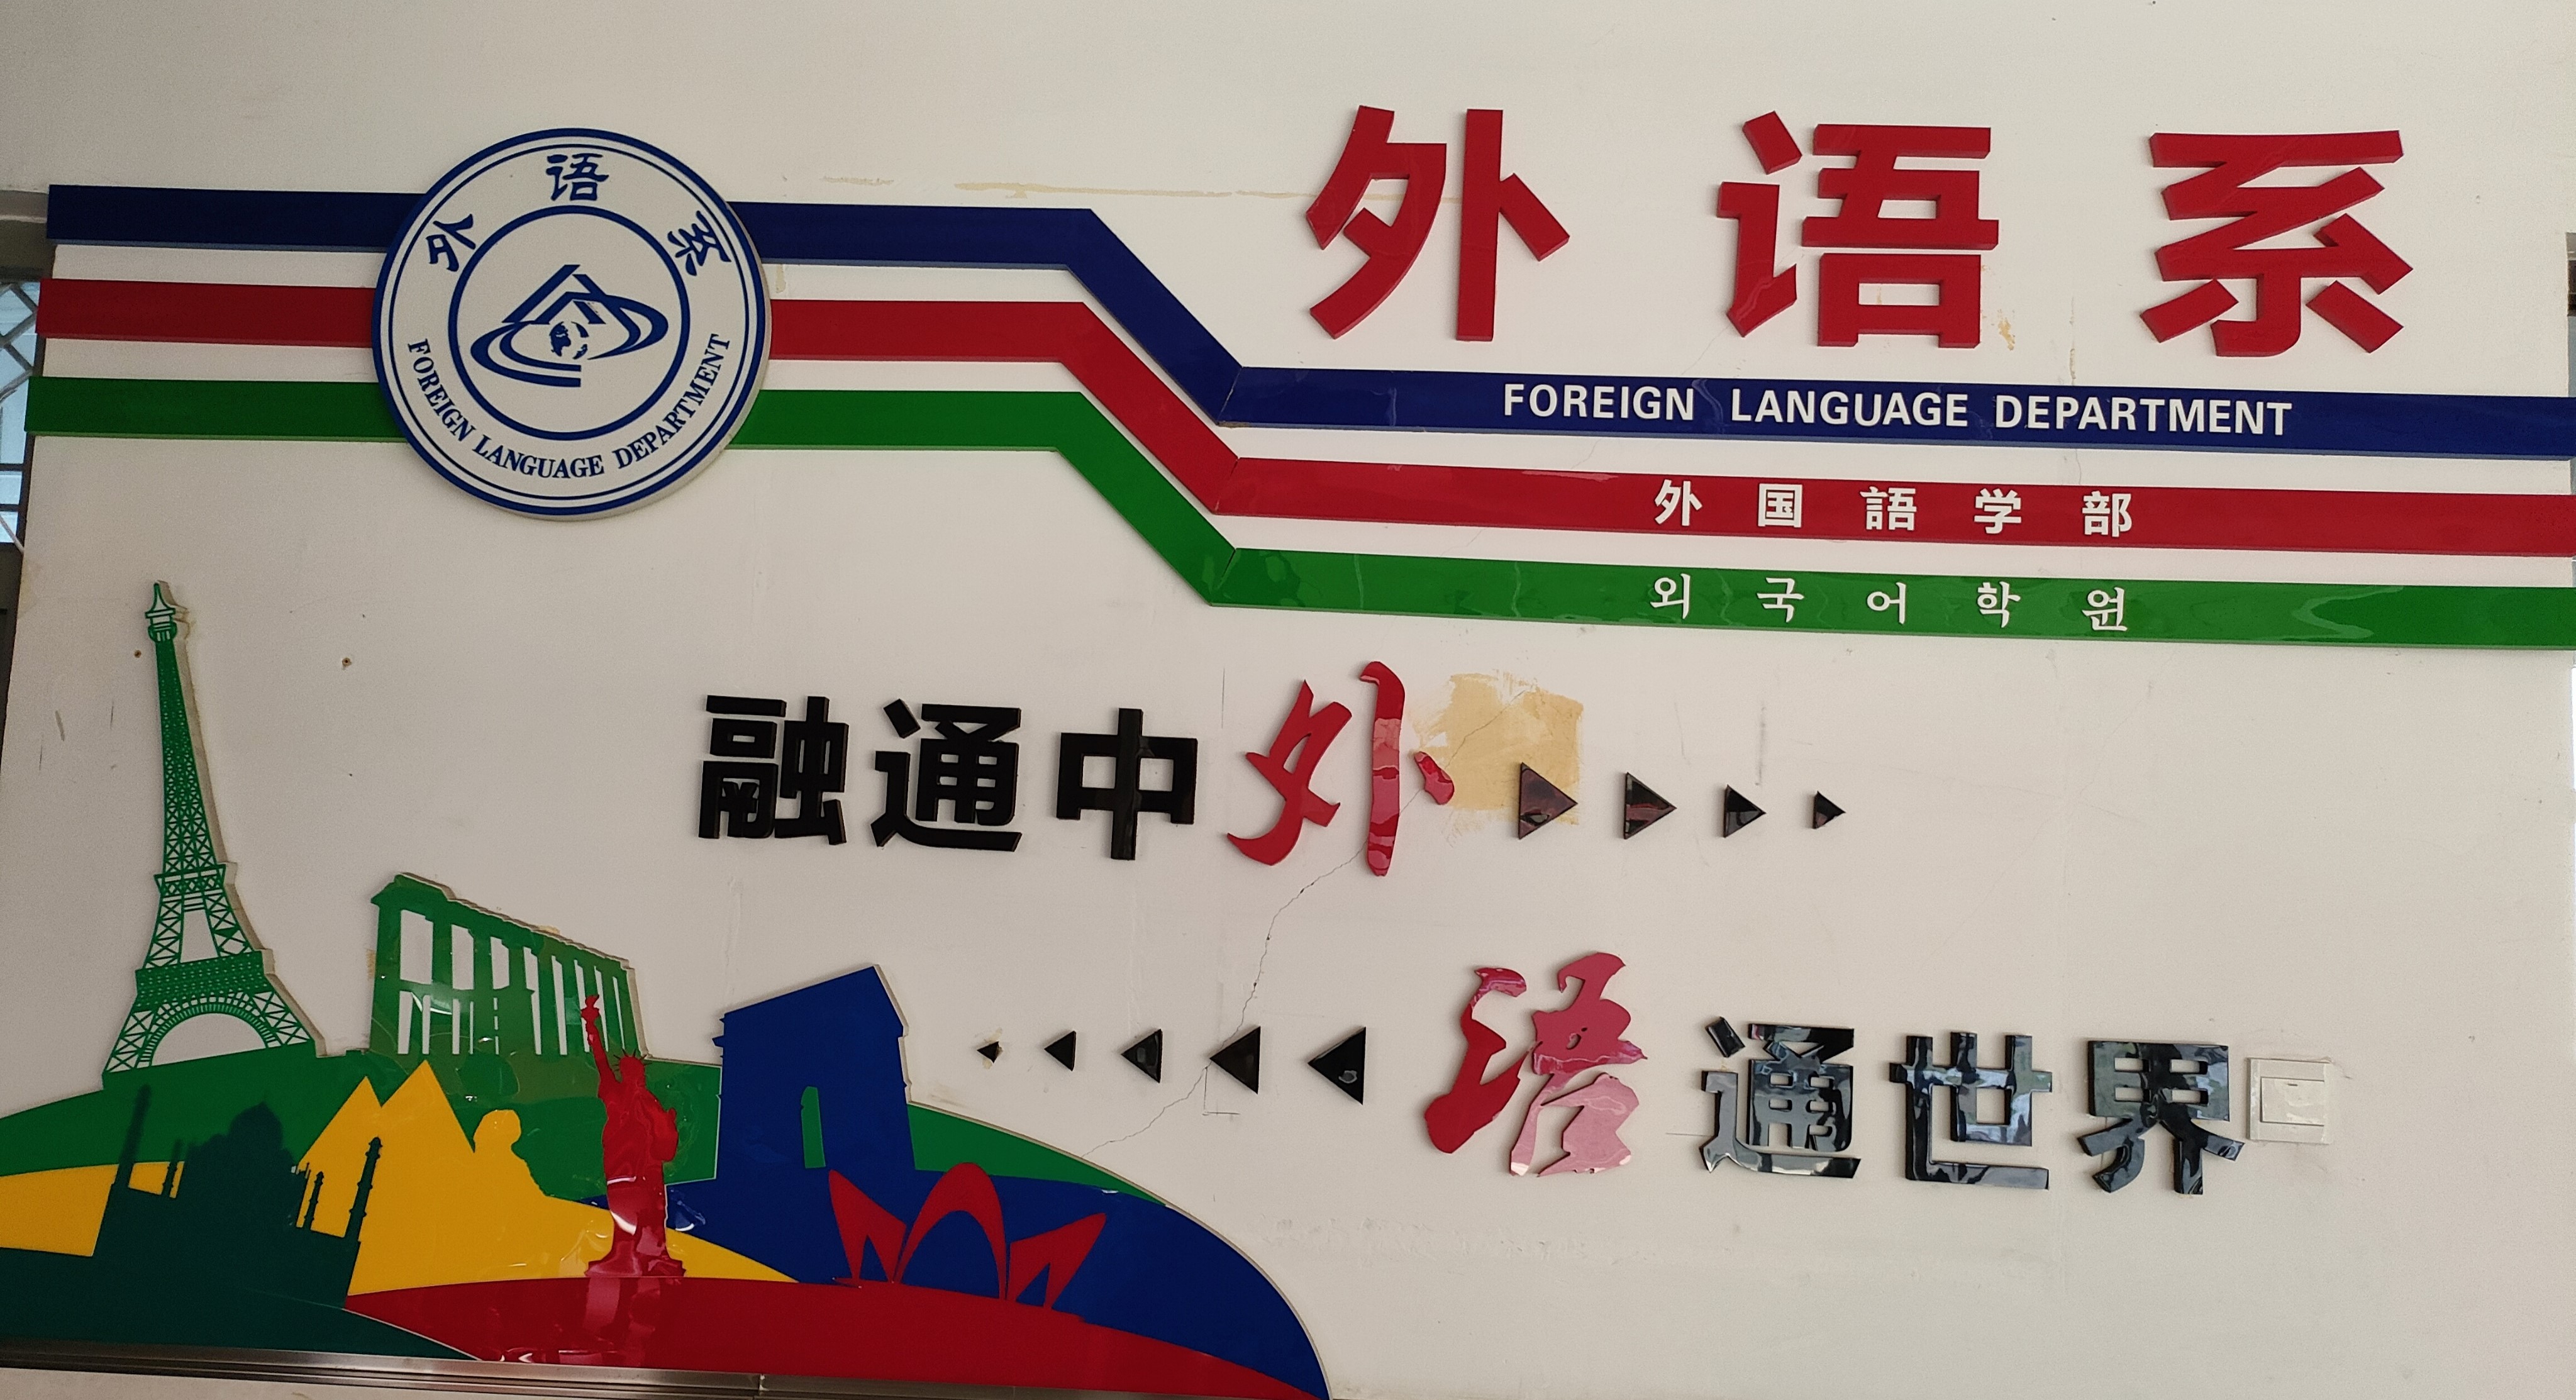 外语系
FOREIGN LANGUAGE DEPARTMENT
外语系
FOREIGN LANGUAGE DEPARTMENT
外国語学部
외국어학원
融通中外
语通世界